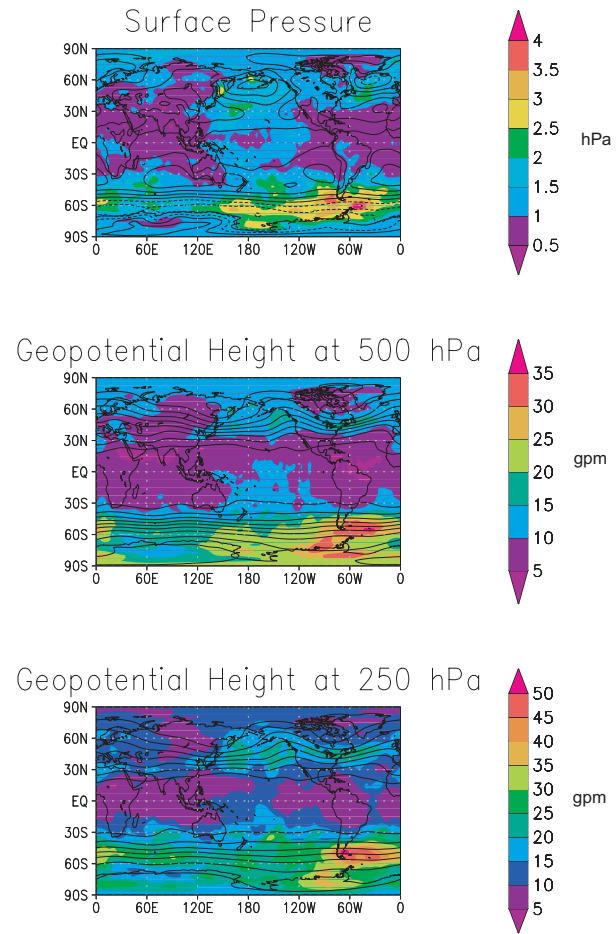 Surface Pressure
90N
60N
30N
EQ
30S
60S
90S
0 60E 120E 180 120W 60W 0
4
3.5
3
2.5
2
1.5
1
0.5
hPa
Geopotential Height at 500 hPa
90N
60N
30N
EQ
30S
60S
90S
0 60E 120E 180 120W 60W 0
35
30
25
20
15
10
5
gpm
Geopotential Height at 250 hPa
90N
60N
30N
EQ
30S
60S
90S
0 60E 120E 180 120W 60W 0
50
45
40
35
30
25
20
15
10
5
gpm